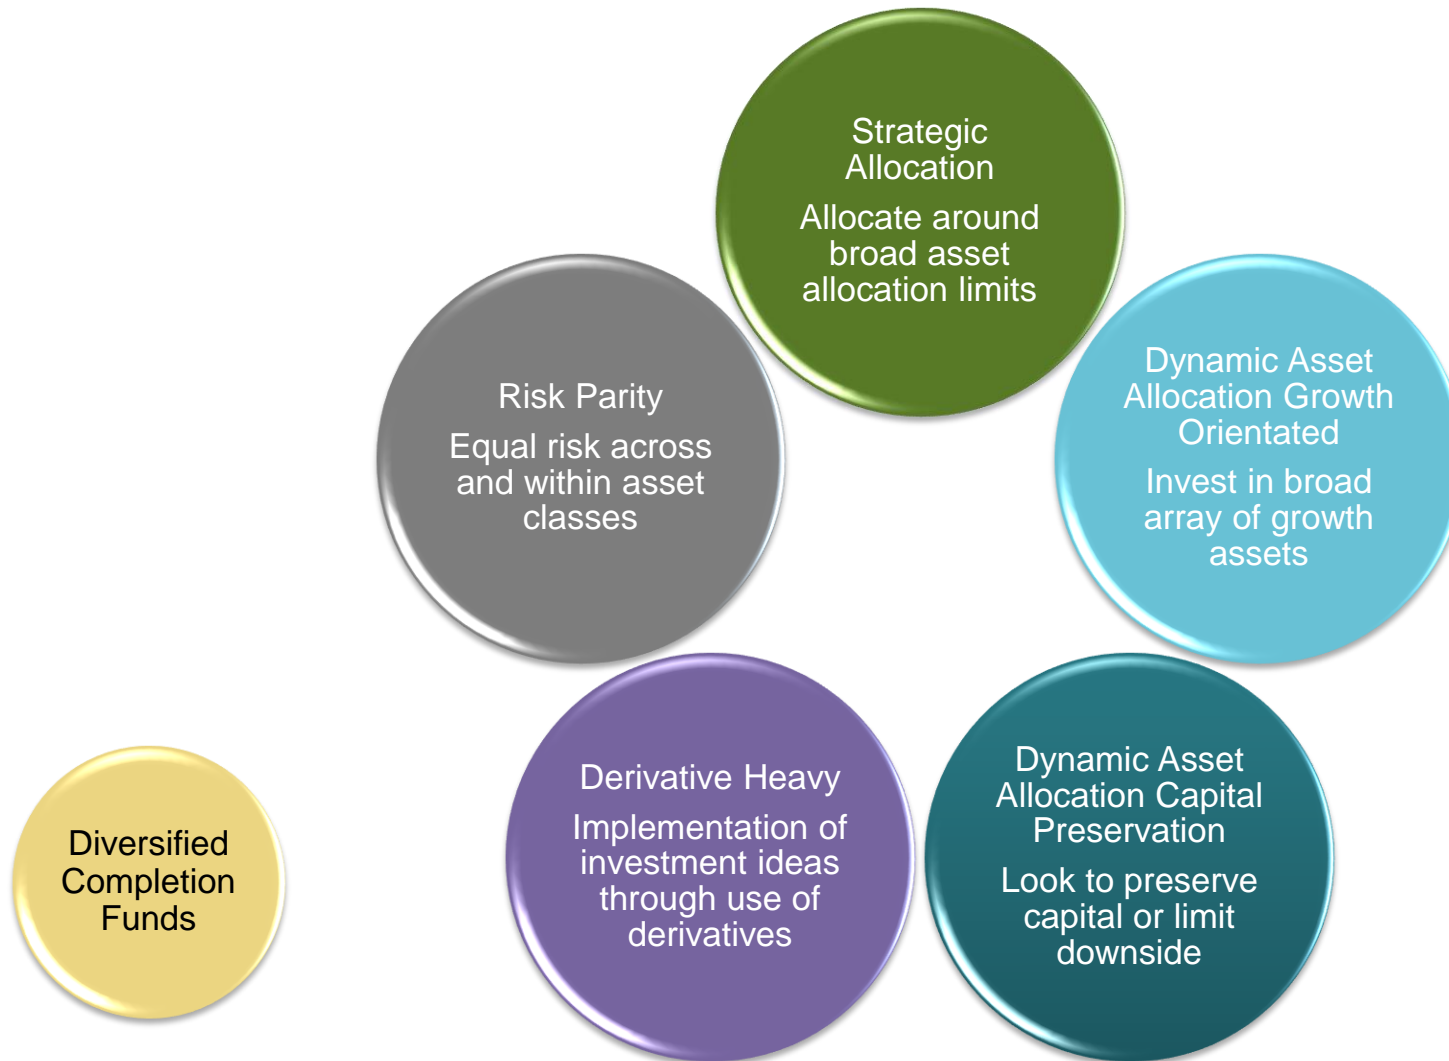 Strategic
Allocation
Allocate around
broad asset
allocation limits
Dynamic Asset
Allocation Growth
Orientated
Invest in broad
array of growth
assets
Dynamic Asset
Allocation Capital
Preservation
Look to preserve
capital or limit
downside
Derivative Heavy
Implementation of
investment ideas
through use of
derivatives
Risk Parity
Equal risk across
and within asset
classes
Diversified
Completion
Funds